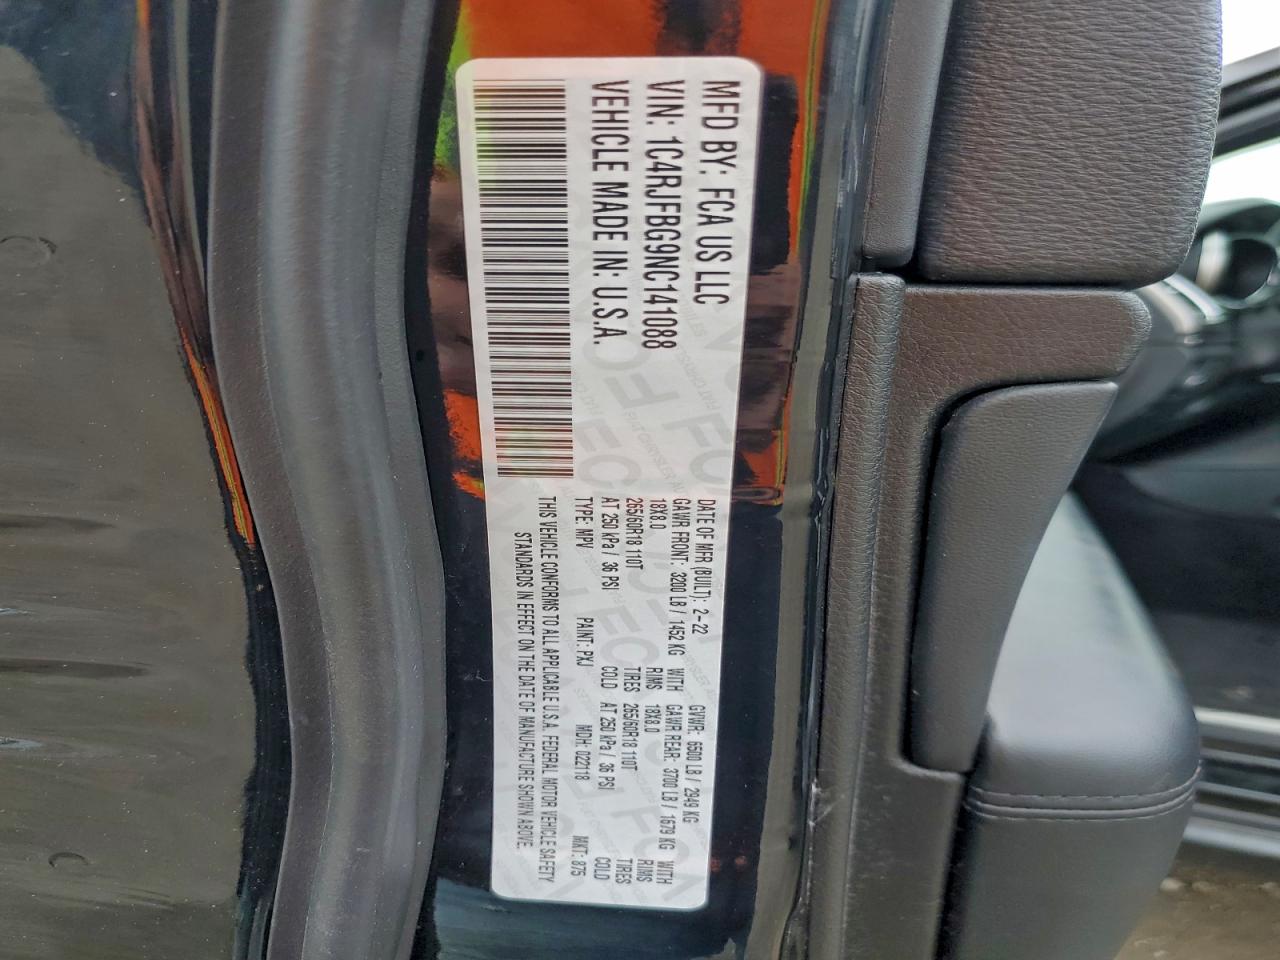 MFD BY: FCA US LLC
VIN: 1C4RJFBG9NC141088
VEHICLE MADE IN: U.S.A.
DATE OF MFR (BUILT): 2-22 GVWR: 6500 LB / 2949 KG
GAWR FRONT: 3200 LB / 1452 KG WITH GAWR REAR: 3700 LB / 1679 KG WITH
18X8.0 RIMS 18X8.0 RIMS
265/60R18 110T TIRES 265/60R18 110T TIRES
AT 250 kPa / 36 PSI COLD AT 250 kPa / 36 PSI COLD
TYPE: MPV PAINT: PXJ MDH: 022118 MKT: 875
THIS VEHICLE CONFORMS TO ALL APPLICABLE U.S.A. FEDERAL MOTOR VEHICLE SAFETY
STANDARDS IN EFFECT ON THE DATE OF MANUFACTURE SHOWN ABOVE.